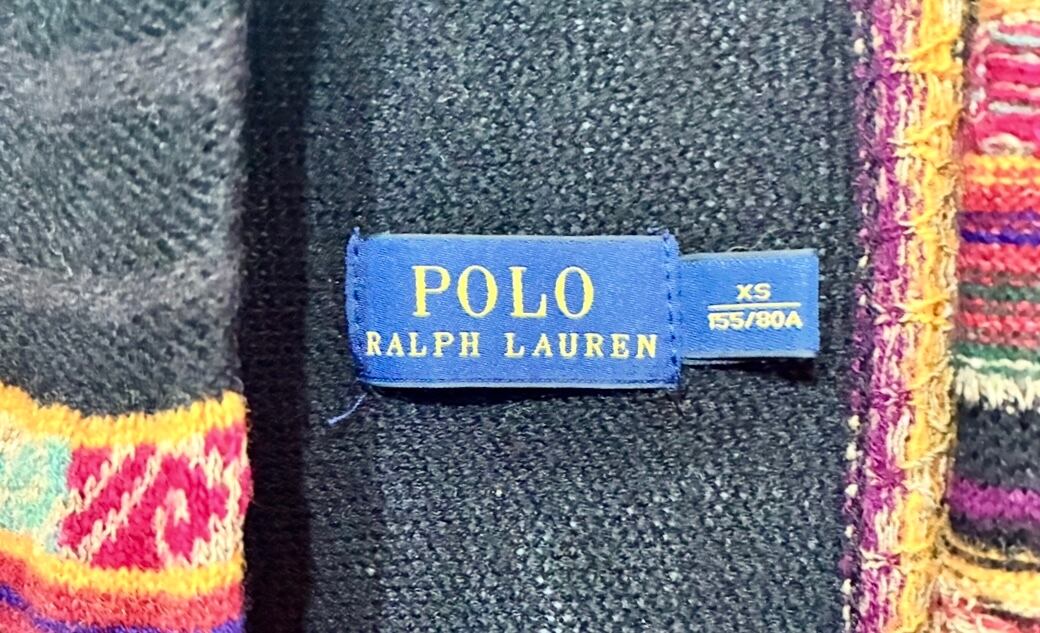 POLO
RALPH LAUREN
XS
155/80A